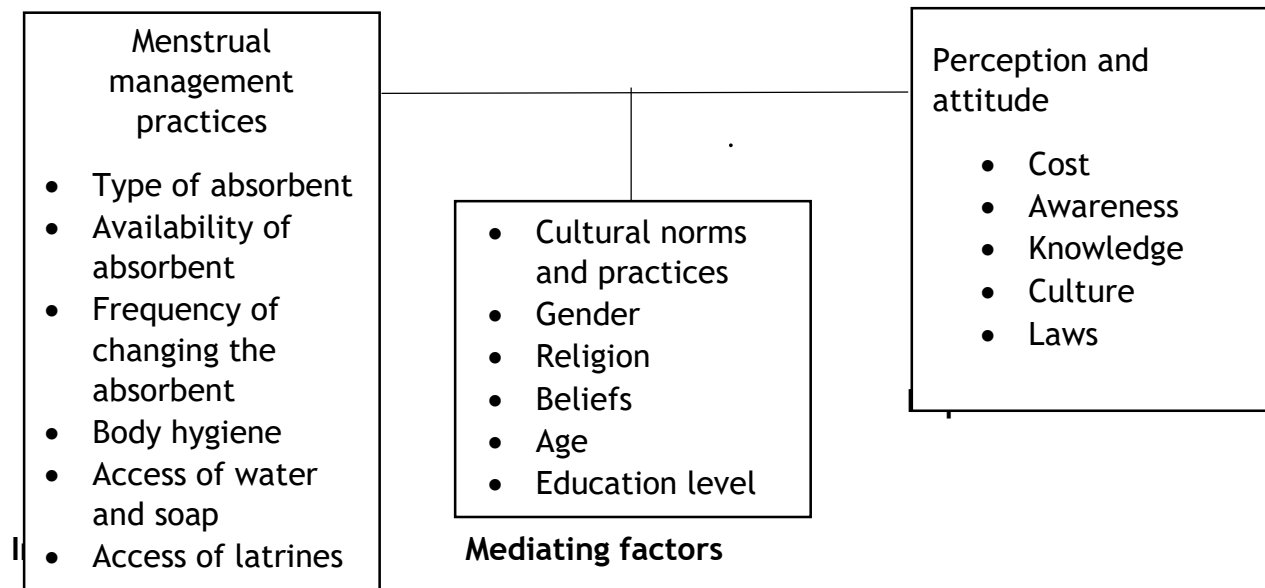 Menstrual
management
practices
• Type of absorbent
• Availability of
absorbent
• Frequency of
changing the
absorbent
• Body hygiene
• Access of water
and soap
• Access of latrines
• Cultural norms
and practices
• Gender
• Religion
• Beliefs
• Age
• Education level
Mediating factors
Perception and
attitude
• Cost
• Awareness
• Knowledge
• Culture
• Laws